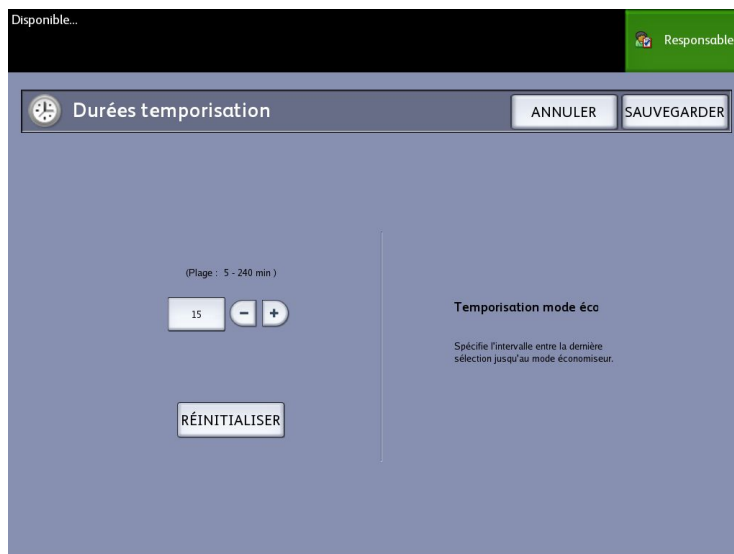 Disponible...
Responsable
Durées temporisation
ANNULER
SAUVEGARDER
(Plage : 5 - 240 min )
15
- +
RÉINITIALISER
Temporisation mode éco
Spécifie l'intervalle entre la dernière
sélection jusqu'au mode économiseur.